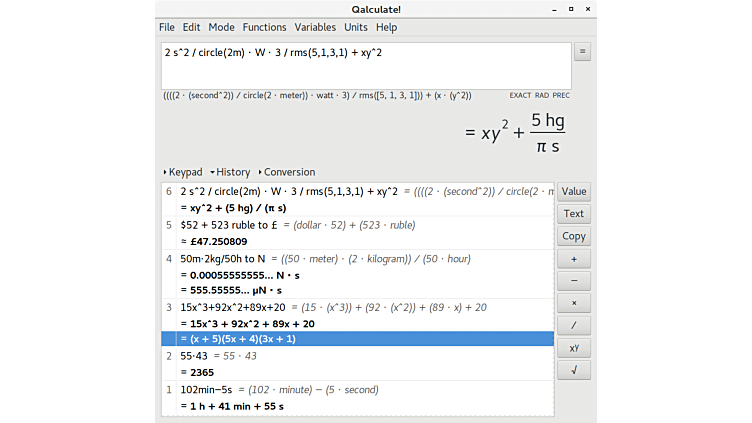 Qalculate!
File Edit Mode Functions Variables Units Help
2 s^2 / circle(2m) · W · 3 / rms(5,1,3,1) + xy^2
=
((((2 · (second^2)) / circle(2 · meter)) · watt · 3) / rms([5, 1, 3, 1])) + (x · (y^2)) EXACT RAD PREC
= xy² + 5 hg / π s
Keypad History Conversion
6 2 s^2 / circle(2m) · W · 3 / rms(5,1,3,1) + xy^2 = ((((2 · (second^2)) / circle(2 · m
= xy^2 + (5 hg) / (π s)
5 $52 + 523 ruble to £ = (dollar · 52) + (523 · ruble)
≈ £47.250809
4 50m·2kg/50h to N = ((50 · meter) · (2 · kilogram)) / (50 · hour)
= 0.00055555555... N · s
= 555.55555... µN · s
3 15x^3+92x^2+89x+20 = (15 · (x^3)) + (92 · (x^2)) + (89 · x) + 20
= 15x^3 + 92x^2 + 89x + 20
= (x + 5)(5x + 4)(3x + 1)
2 55·43 = 55 · 43
= 2365
1 102min−5s = (102 · minute) − (5 · second)
= 1 h + 41 min + 55 s
Value
Text
Copy
+
−
×
/
xʸ
√